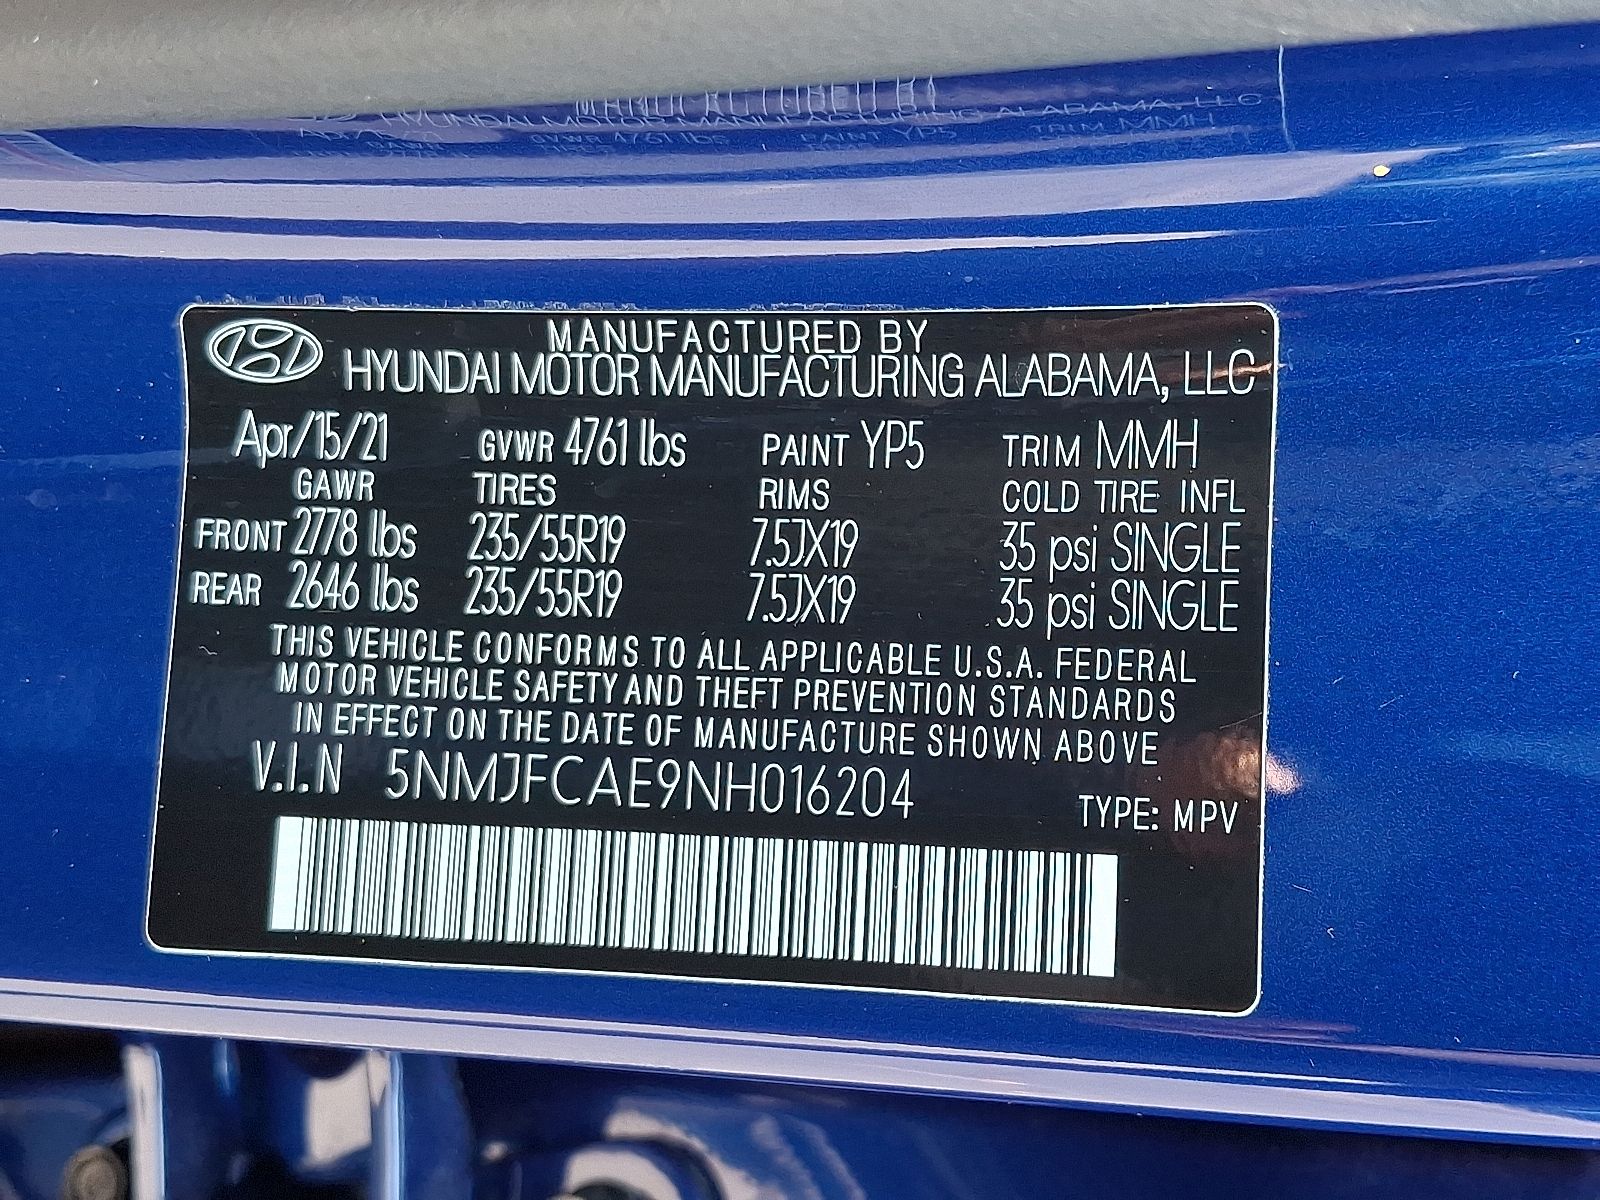 MANUFACTURED BY
HYUNDAI MOTOR MANUFACTURING ALABAMA, LLC
Apr/15/21 GVWR 4761 lbs PAINT YP5 TRIM MMH
GAWR TIRES RIMS COLD TIRE INFL
FRONT 2778 lbs 235/55R19 7.5JX19 35 psi SINGLE
REAR 2646 lbs 235/55R19 7.5JX19 35 psi SINGLE
THIS VEHICLE CONFORMS TO ALL APPLICABLE U.S.A. FEDERAL
MOTOR VEHICLE SAFETY AND THEFT PREVENTION STANDARDS
IN EFFECT ON THE DATE OF MANUFACTURE SHOWN ABOVE
V.I.N 5NMJFCAE9NH016204 TYPE: MPV